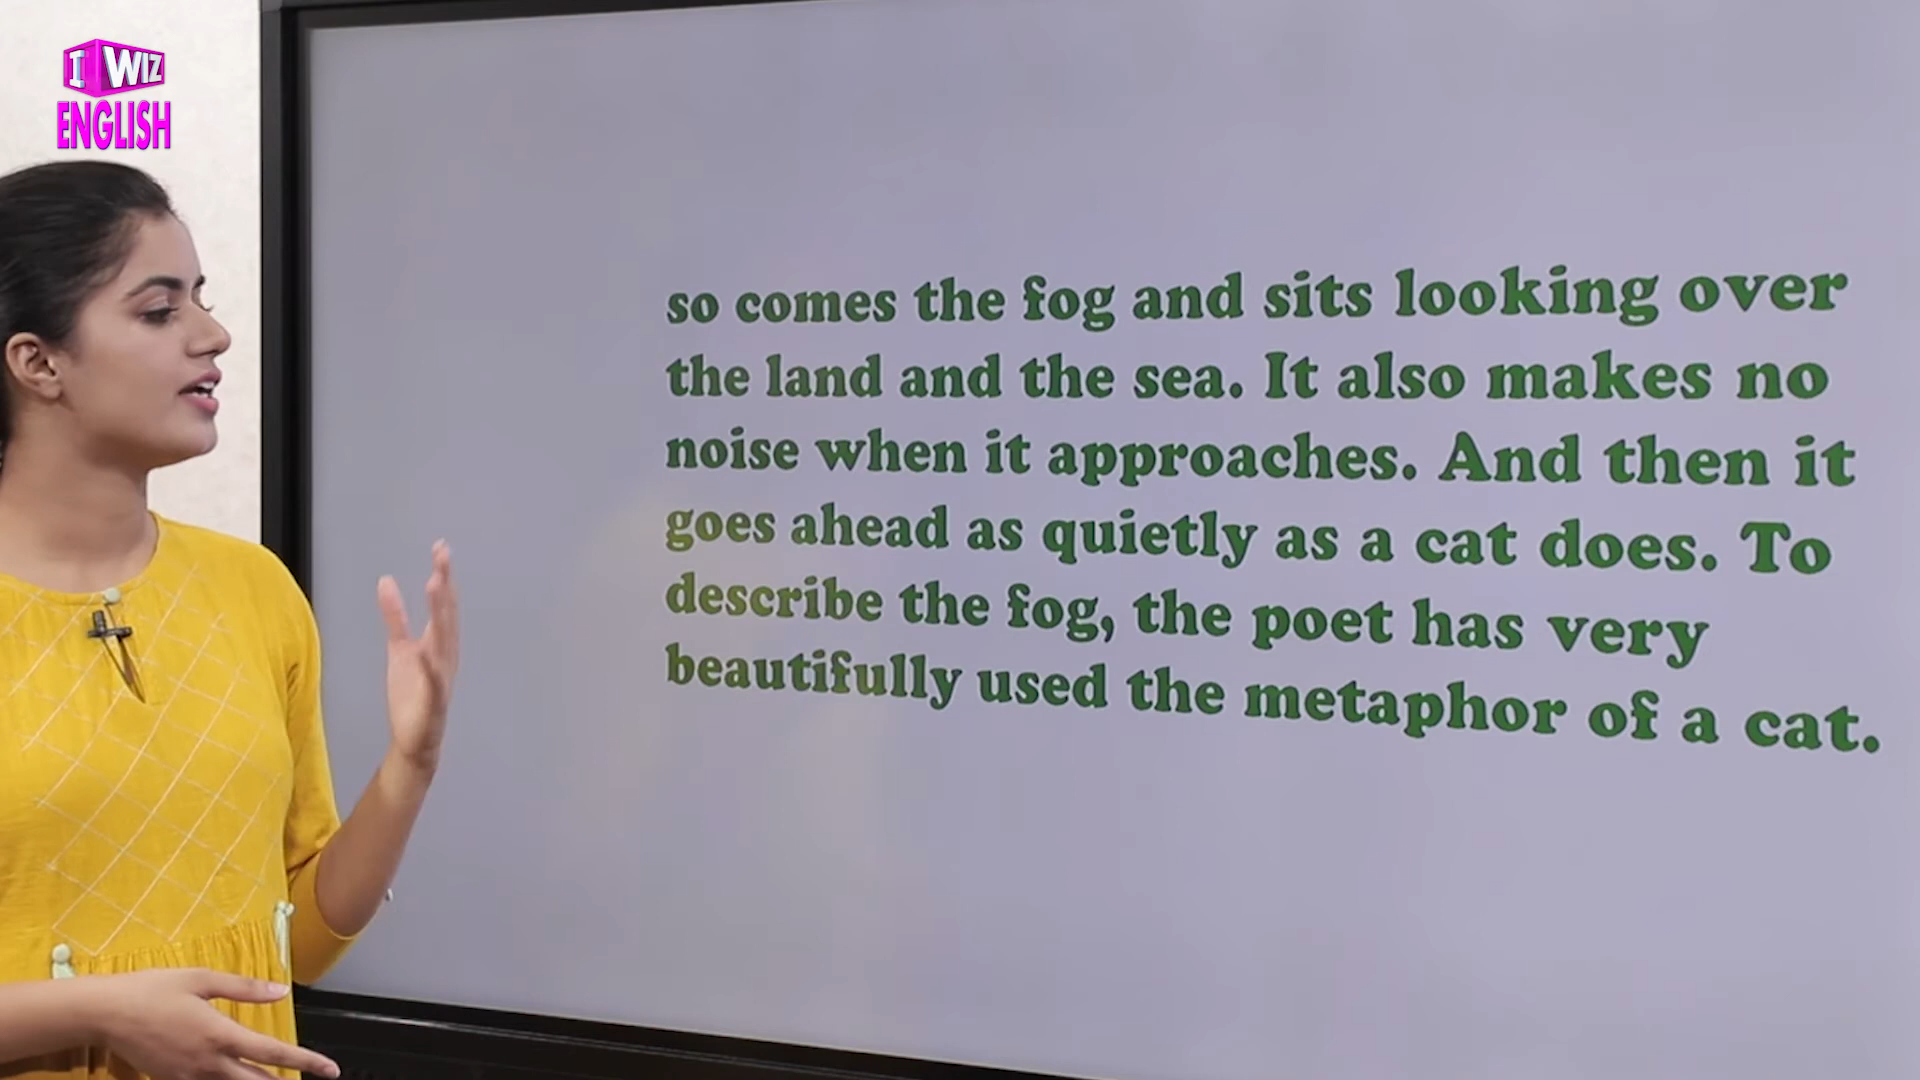 I WIZ
ENGLISH
so comes the fog and sits looking over
the land and the sea. It also makes no
noise when it approaches. And then it
goes ahead as quietly as a cat does. To
describe the fog, the poet has very
beautifully used the metaphor of a cat.